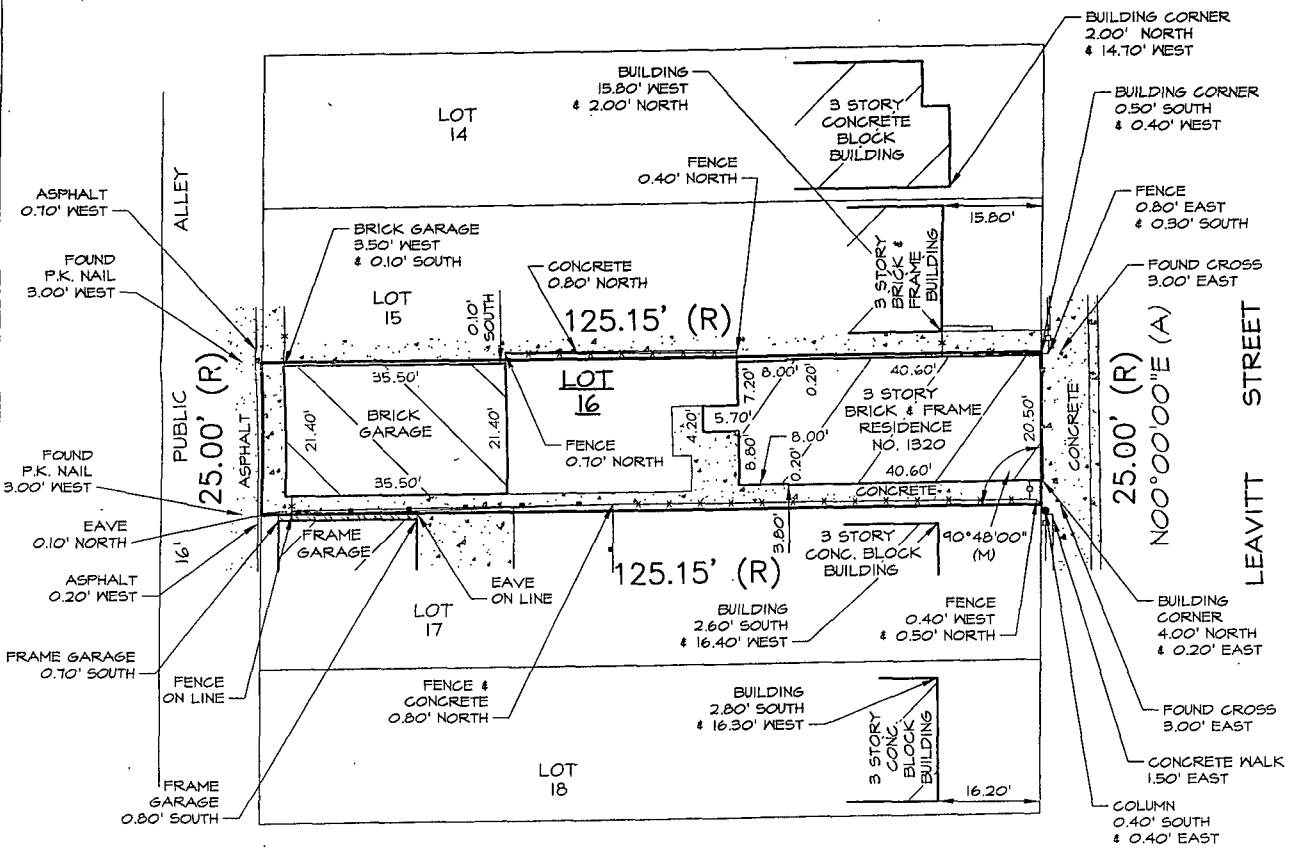 BUILDING CORNER
2.00' NORTH
& 14.70' WEST
BUILDING
15.80' WEST
& 2.00' NORTH
BUILDING CORNER
0.50' SOUTH
& 0.40' WEST
LOT
14
3 STORY
CONCRETE
BLOCK
BUILDING
FENCE
0.40' NORTH
ALLEY
ASPHALT
0.70' WEST
FENCE
0.80' EAST
& 0.30' SOUTH
15.80'
BRICK GARAGE
3.50' WEST
& 0.10' SOUTH
FOUND
P.K. NAIL
3.00' WEST
CONCRETE
0.80' NORTH
3 STORY
BRICK &
FRAME
BUILDING
FOUND CROSS
3.00' EAST
LOT
15
0.10'
SOUTH
125.15' (R)
35.50'
LOT
16
8.00'
0.20'
40.60'
7.20'
3 STORY
BRICK & FRAME
RESIDENCE
NO. 1320
BRICK
GARAGE
21.40'
21.40'
5.70'
4.20'
20.50'
CONCRETE
25.00' (R)
N00°00'00"E (A)
LEAVITT STREET
PUBLIC
25.00' (R)
ASPHALT
FENCE
0.70' NORTH
8.80'
8.00'
0.20'
40.60'
CONCRETE
35.50'
FOUND
P.K. NAIL
3.00' WEST
EAVE
0.10' NORTH
16'
FRAME
GARAGE
3.80'
3 STORY
CONC. BLOCK
BUILDING
90°48'00"
(M)
125.15' (R)
ASPHALT
0.20' WEST
EAVE
ON LINE
LOT
17
BUILDING
2.60' SOUTH
& 16.40' WEST
FENCE
0.40' WEST
& 0.50' NORTH
BUILDING
CORNER
4.00' NORTH
& 0.20' EAST
FRAME GARAGE
0.70' SOUTH
FENCE
ON LINE
FENCE &
CONCRETE
0.80' NORTH
BUILDING
2.80' SOUTH
& 16.30' WEST
FOUND CROSS
3.00' EAST
3 STORY
CONC.
BLOCK
BUILDING
CONCRETE WALK
1.50' EAST
LOT
18
FRAME
GARAGE
0.80' SOUTH
16.20'
COLUMN
0.40' SOUTH
& 0.40' EAST